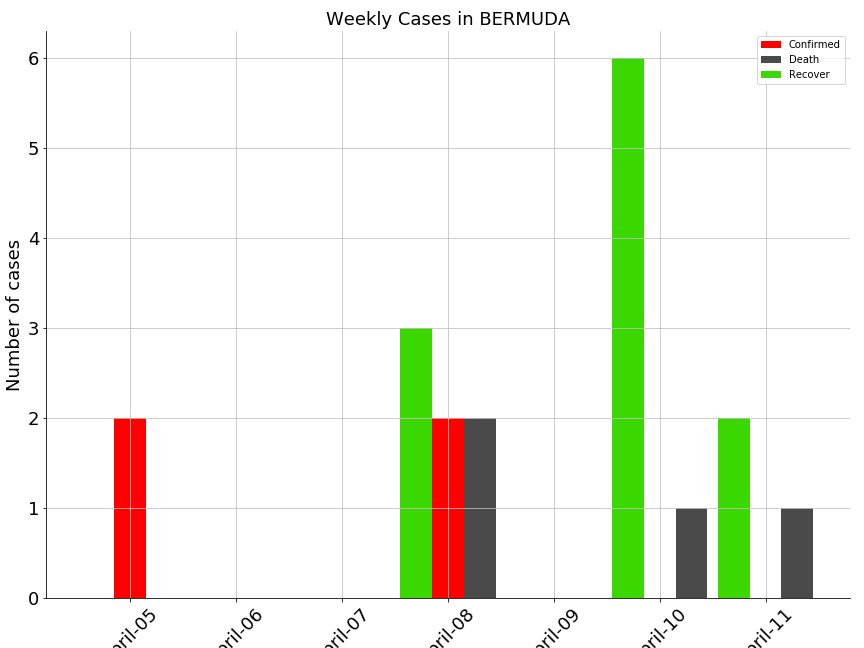 Weekly Cases in BERMUDA
Confirmed
Death
Recover
Number of cases
6
5
4
3
2
1
0
pril-05
pril-06
pril-07
pril-08
pril-09
pril-10
pril-11